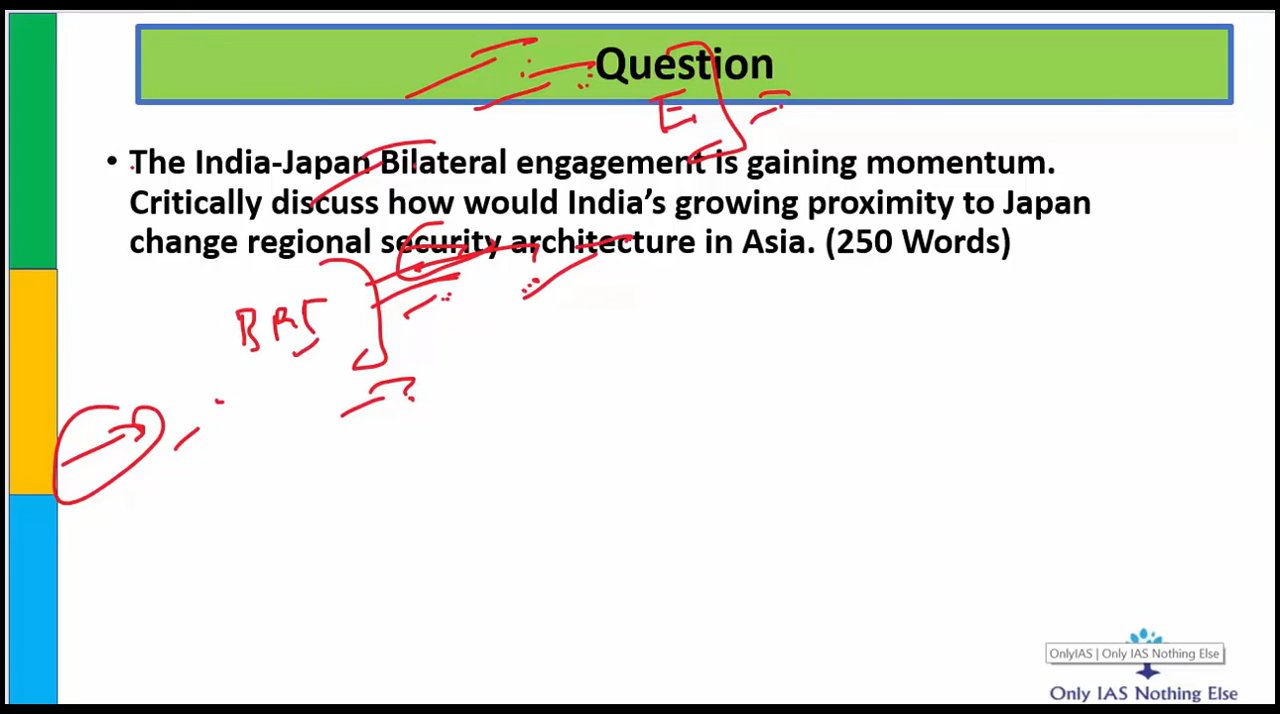 Question
• The India-Japan Bilateral engagement is gaining momentum.
Critically discuss how would India's growing proximity to Japan
change regional security architecture in Asia. (250 Words)
E
OnlyIAS | Only IAS Nothing Else
Only IAS Nothing Else